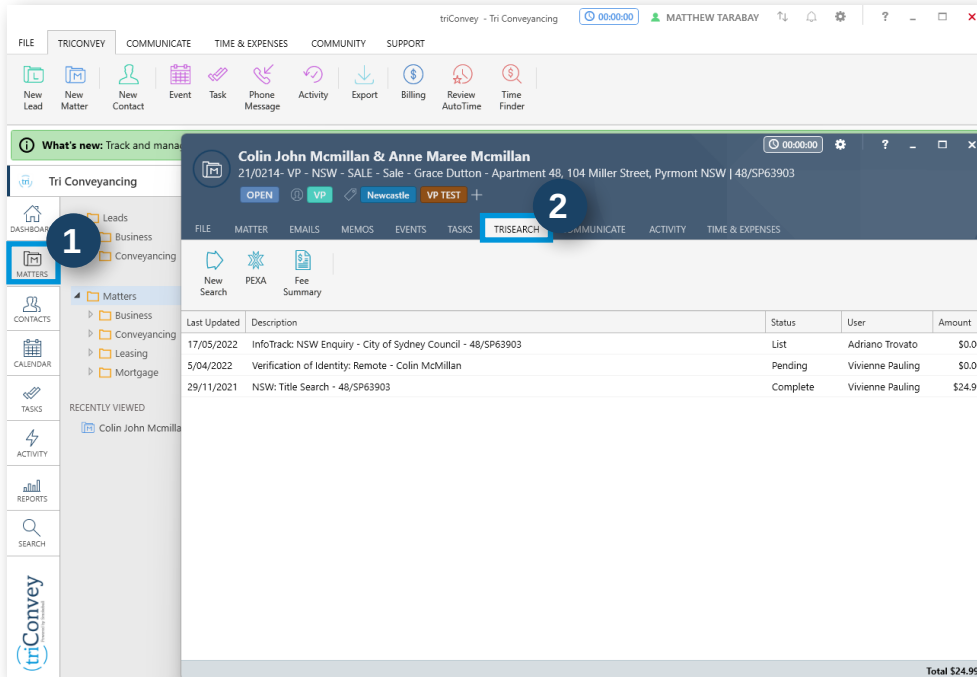 triConvey - Tri Conveyancing 00:00:00 MATTHEW TARABAY ?
FILE TRICONVEY COMMUNICATE TIME & EXPENSES COMMUNITY SUPPORT
New Lead
New Matter
New Contact
Event
Task
Phone Message
Activity
Export
Billing
Review AutoTime
Time Finder
What's new: Track and mana
Tri Conveyancing
DASHBOAR
1
MATTERS
CONTACTS
CALENDAR
TASKS
ACTIVITY
REPORTS
SEARCH
triConvey
Leads
Business
Conveyancing
Matters
Business
Conveyancing
Leasing
Mortgage
RECENTLY VIEWED
Colin John Mcmilla
00:00:00 ?
Colin John Mcmillan & Anne Maree Mcmillan
21/0214- VP - NSW - SALE - Sale - Grace Dutton - Apartment 48, 104 Miller Street, Pyrmont NSW | 48/SP63903
OPEN VP Newcastle VP TEST +
2
FILE MATTER EMAILS MEMOS EVENTS TASKS TRISEARCH MMUNICATE ACTIVITY TIME & EXPENSES
New Search
PEXA
Fee Summary
Last Updated Description Status User Amount
17/05/2022 InfoTrack: NSW Enquiry - City of Sydney Council - 48/SP63903 List Adriano Trovato $0.0
5/04/2022 Verification of Identity: Remote - Colin McMillan Pending Vivienne Pauling $0.0
29/11/2021 NSW: Title Search - 48/SP63903 Complete Vivienne Pauling $24.9
Total $24.99